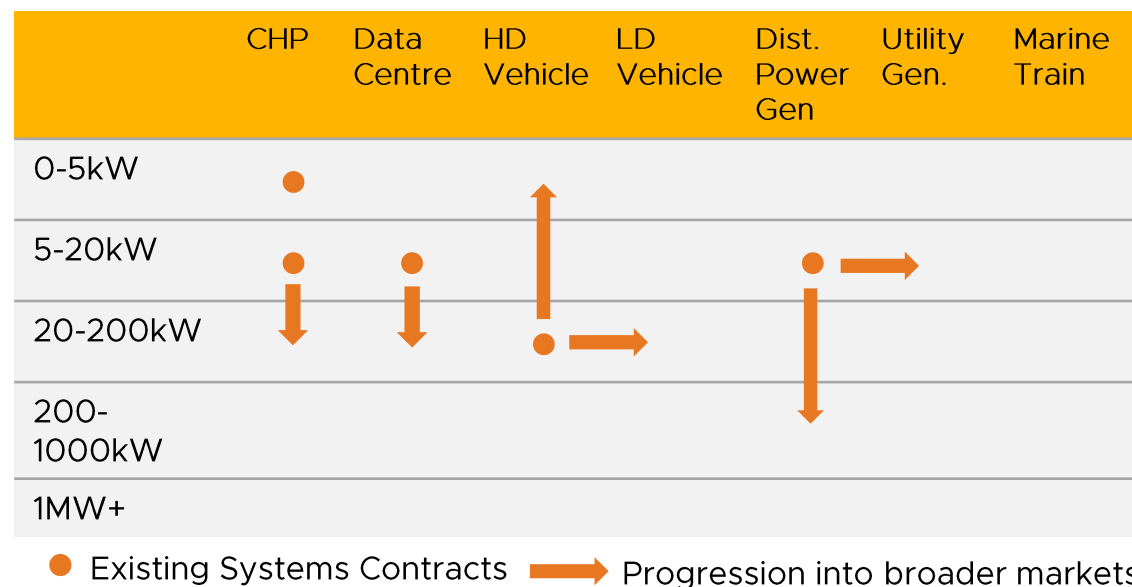 CHP Data HD LD Dist. Utility Marine
Centre Vehicle Vehicle Power Gen. Train
Gen
0-5kW
5-20kW
20-200kW
200-
1000kW
1MW+
Existing Systems Contracts Progression into broader markets